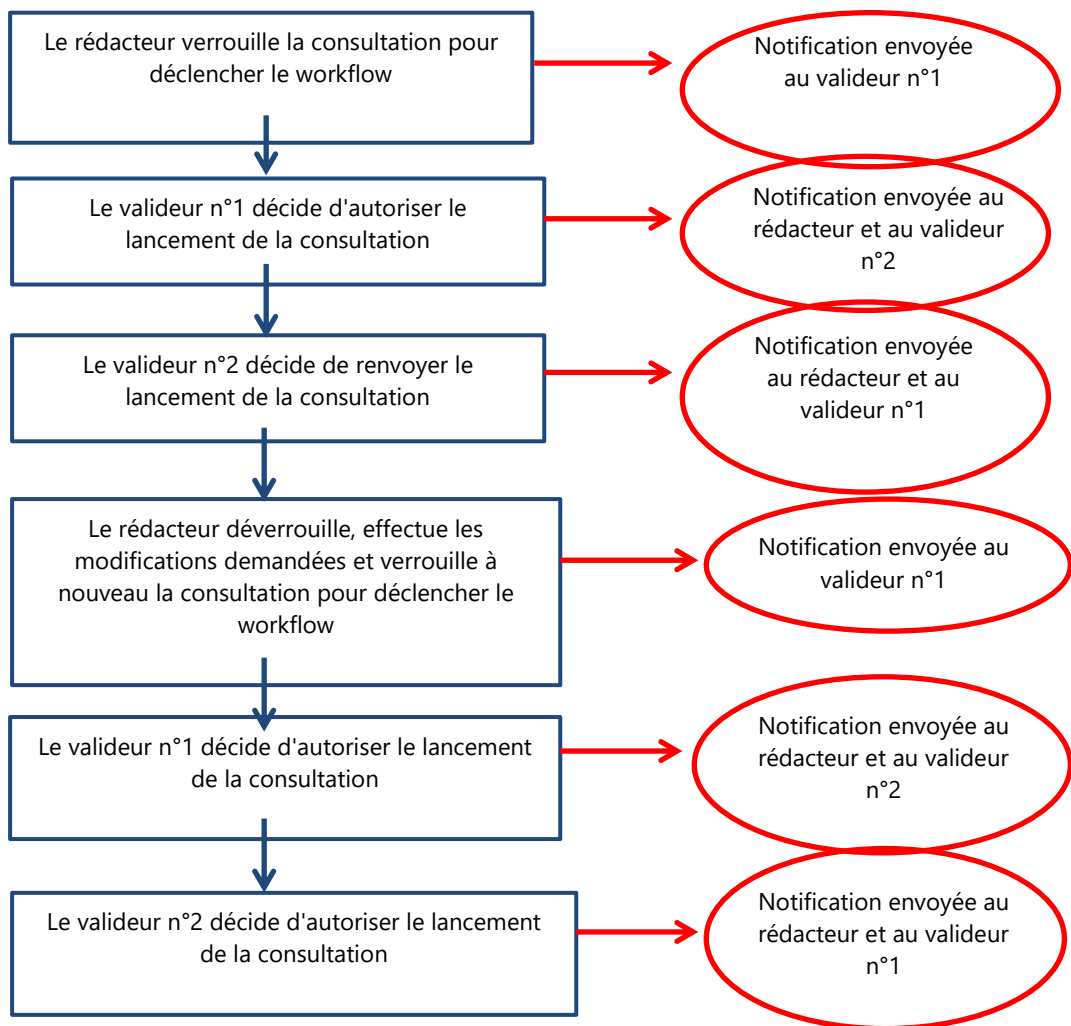 Le rédacteur verrouille la consultation pour
déclencher le workflow
Notification envoyée
au valideur n°1
Le valideur n°1 décide d'autoriser le
lancement de la consultation
Notification envoyée au
rédacteur et au valideur
n°2
Le valideur n°2 décide de renvoyer le
lancement de la consultation
Notification envoyée
au rédacteur et au
valideur n°1
Le rédacteur déverrouille, effectue les
modifications demandées et verrouille à
nouveau la consultation pour déclencher le
workflow
Notification envoyée au
valideur n°1
Le valideur n°1 décide d'autoriser le lancement
de la consultation
Notification envoyée au
rédacteur et au valideur
n°2
Le valideur n°2 décide d'autoriser le lancement
de la consultation
Notification envoyée au
rédacteur et au valideur
n°1